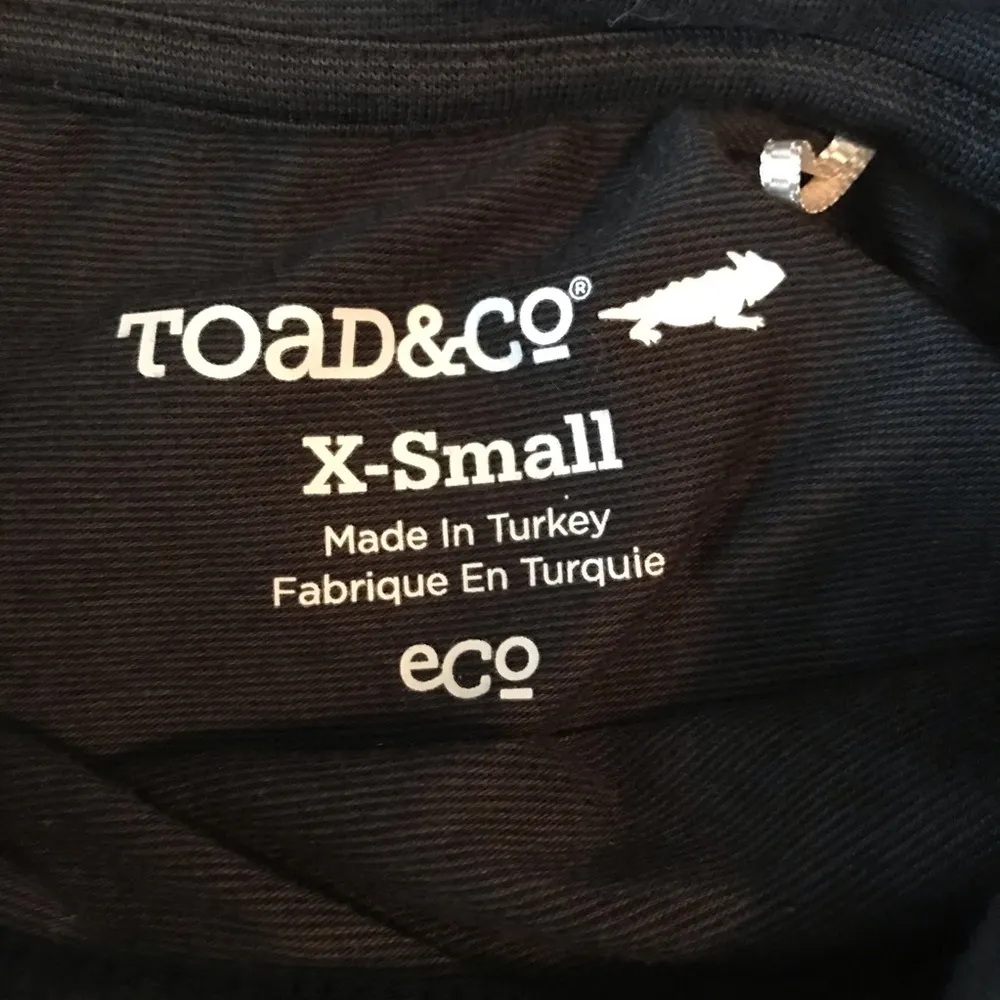 TOaD&Co®
X-Small
Made In Turkey
Fabrique En Turquie
eco